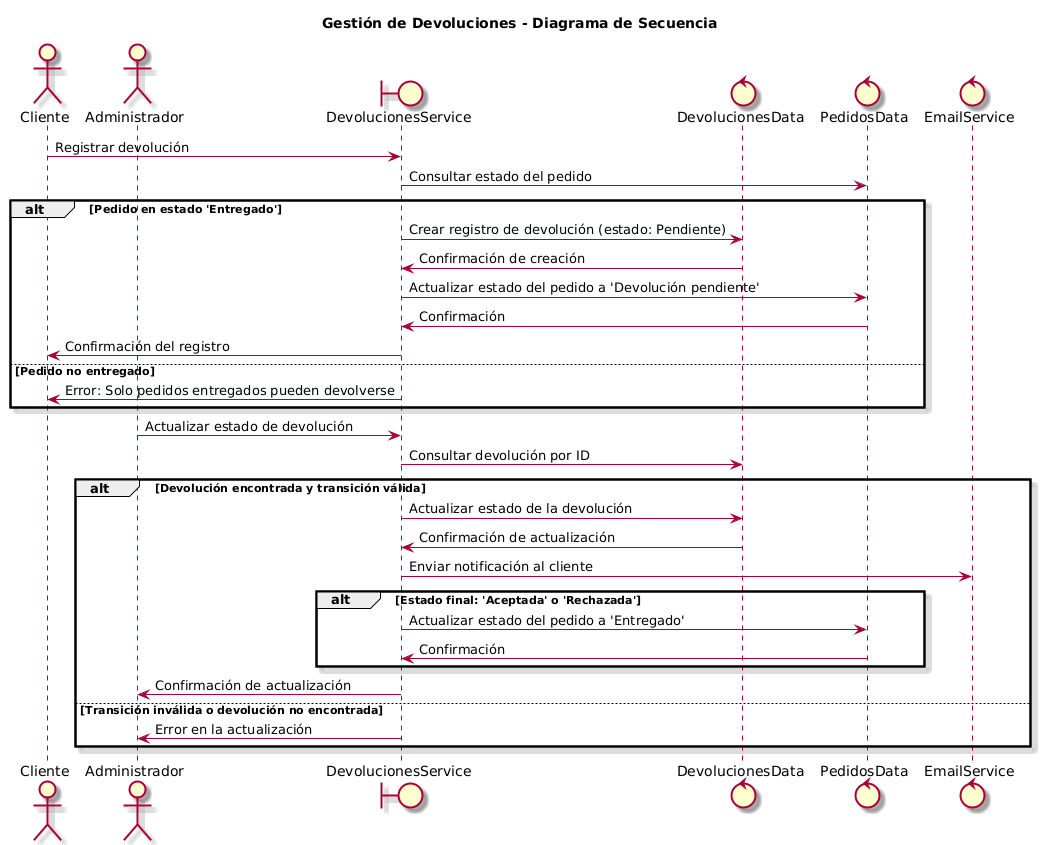 Gestión de Devoluciones - Diagrama de Secuencia
Cliente Administrador DevolucionesService DevolucionesData PedidosData EmailService
Registrar devolución
Consultar estado del pedido
alt [Pedido en estado 'Entregado']
Crear registro de devolución (estado: Pendiente)
Confirmación de creación
Actualizar estado del pedido a 'Devolución pendiente'
Confirmación
Confirmación del registro
[Pedido no entregado]
Error: Solo pedidos entregados pueden devolverse
Actualizar estado de devolución
Consultar devolución por ID
alt [Devolución encontrada y transición válida]
Actualizar estado de la devolución
Confirmación de actualización
Enviar notificación al cliente
alt [Estado final: 'Aceptada' o 'Rechazada']
Actualizar estado del pedido a 'Entregado'
Confirmación
Confirmación de actualización
[Transición inválida o devolución no encontrada]
Error en la actualización
Cliente Administrador DevolucionesService DevolucionesData PedidosData EmailService